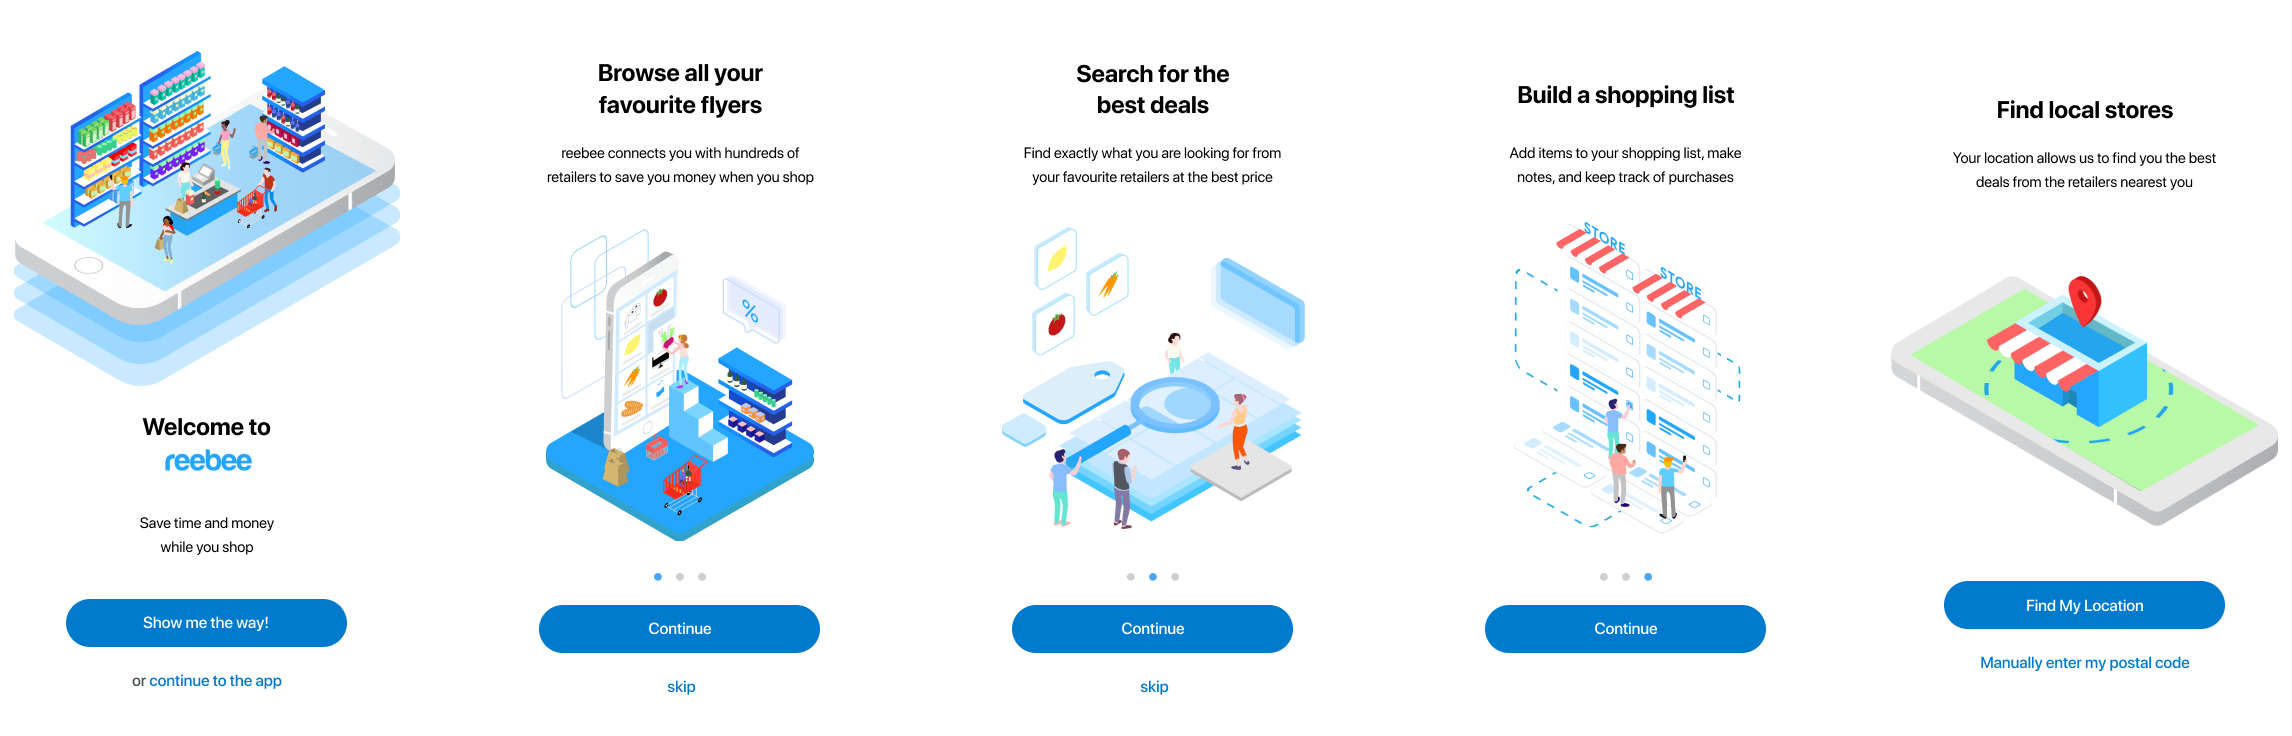 Welcome to
reebee
Save time and money
while you shop
Show me the way!
or continue to the app
Browse all your
favourite flyers
reebee connects you with hundreds of
retailers to save you money when you shop
%
Continue
skip
Search for the
best deals
Find exactly what you are looking for from
your favourite retailers at the best price
Continue
skip
Build a shopping list
Add items to your shopping list, make
notes, and keep track of purchases
STORE
STORE
Continue
Find local stores
Your location allows us to find you the best
deals from the retailers nearest you
Find My Location
Manually enter my postal code